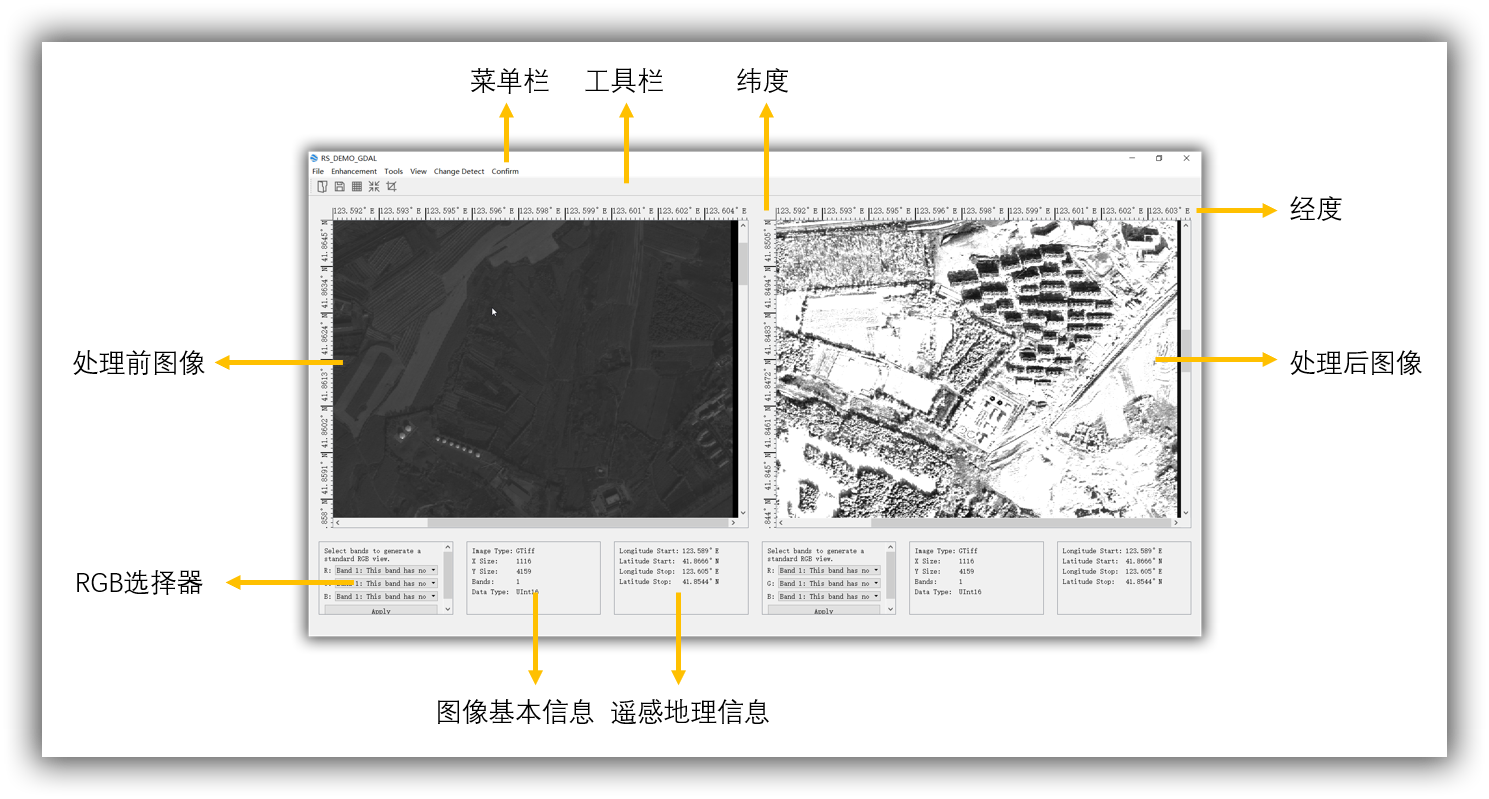 菜单栏 工具栏 纬度
RS_DEMO_GDAL
File Enhancement Tools View Change Detect Confirm
123.592° E 123.593° E 123.595° E 123.596° E 123.598° E 123.599° E 123.601° E 123.602° E 123.604° E
123.592° E 123.593° E 123.595° E 123.596° E 123.598° E 123.599° E 123.601° E 123.602° E 123.603° E
经度
41.8645° N
41.8634° N
41.8624° N
41.8613° N
41.8602° N
41.8591° N
.858° N
41.8505° N
41.8494° N
41.8483° N
41.8472° N
41.8461° N
41.845° N
.844° N
处理前图像
处理后图像
RGB选择器
Select bands to generate a
standard RGB view.
R: Band 1: This band has no
Band 1: This band has no
B: Band 1: This band has no
Apply
Image Type: GTiff
X Size: 1116
Y Size: 4159
Bands: 1
Data Type: UInt16
Longitude Start: 123.589° E
Latitude Start: 41.8666° N
Longitude Stop: 123.605° E
Latitude Stop: 41.8544° N
Select bands to generate a
standard RGB view.
R: Band 1: This band has no
G: Band 1: This band has no
B: Band 1: This band has no
Apply
Image Type: GTiff
X Size: 1116
Y Size: 4159
Bands: 1
Data Type: UInt16
Longitude Start: 123.589° E
Latitude Start: 41.8666° N
Longitude Stop: 123.605° E
Latitude Stop: 41.8544° N
图像基本信息 遥感地理信息